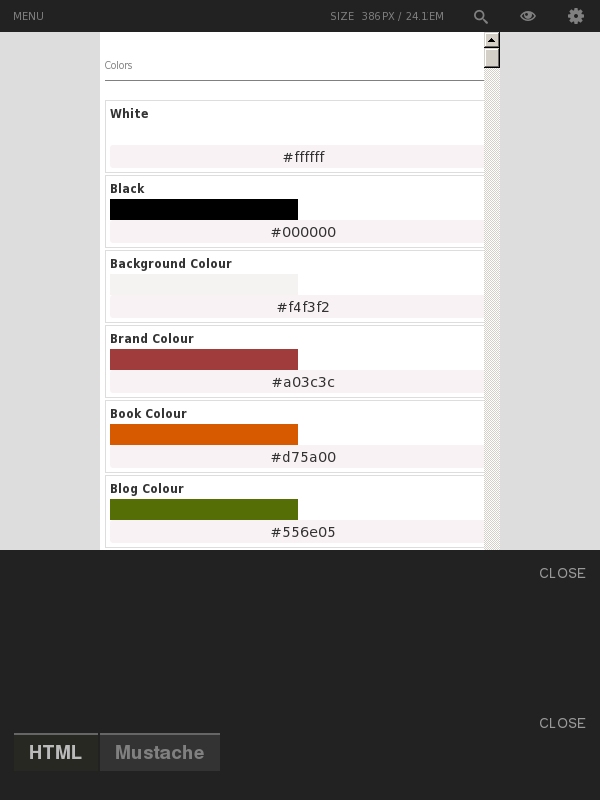 MENU
SIZE 386PX / 24.1EM
Colors
White
#ffffff
Black
#000000
Background Colour
#f4f3f2
Brand Colour
#a03c3c
Book Colour
#d75a00
Blog Colour
#556e05
CLOSE
CLOSE
HTML Mustache